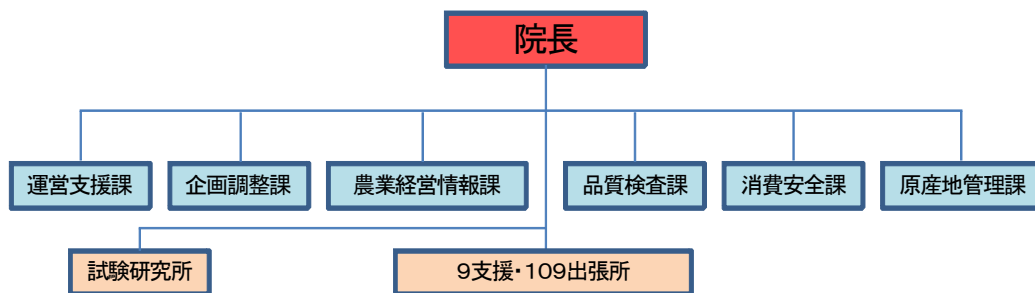 院長
運営支援課
企画調整課
農業経営情報課
品質検査課
消費安全課
原産地管理課
試験研究所
9支援・109出張所